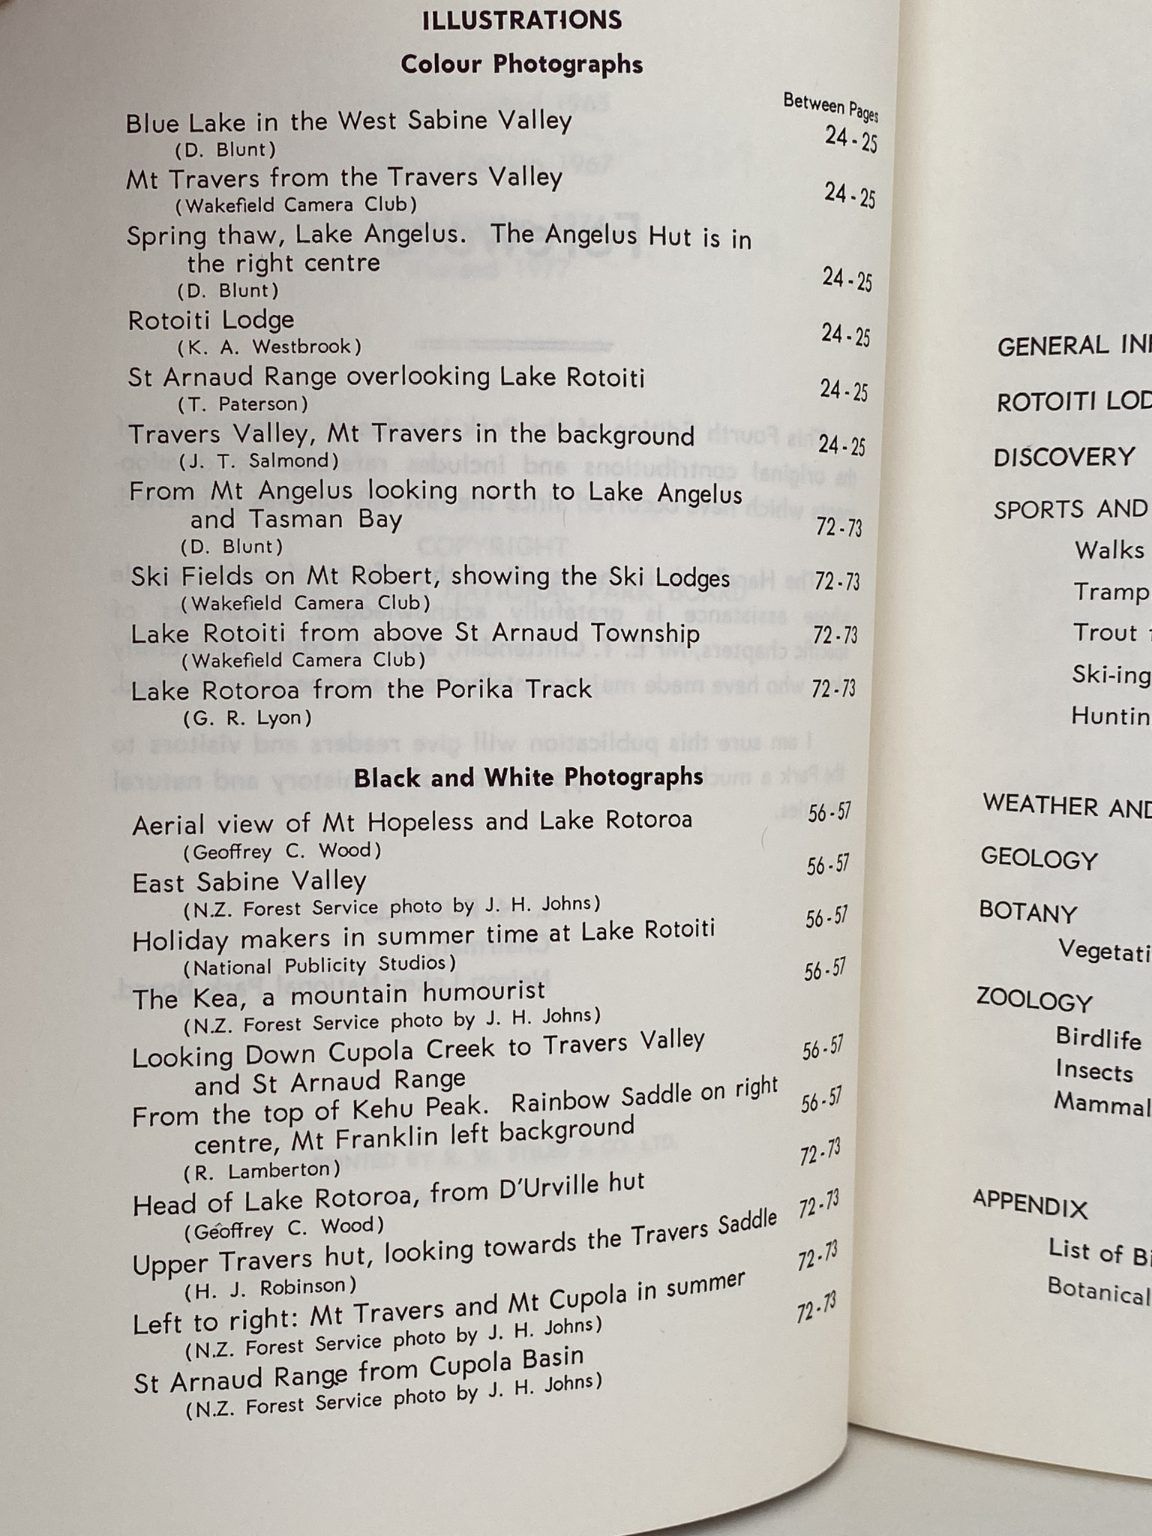 ILLUSTRATIONS
Colour Photographs
Between Pages
Blue Lake in the West Sabine Valley 24-25
(D. Blunt)
Mt Travers from the Travers Valley 24-25
(Wakefield Camera Club)
Spring thaw, Lake Angelus. The Angelus Hut is in
the right centre 24-25
(D. Blunt)
Rotoiti Lodge 24-25
(K. A. Westbrook)
St Arnaud Range overlooking Lake Rotoiti 24-25
(T. Paterson)
Travers Valley, Mt Travers in the background 24-25
(J. T. Salmond)
From Mt Angelus looking north to Lake Angelus
and Tasman Bay 72-73
(D. Blunt)
Ski Fields on Mt Robert, showing the Ski Lodges 72-73
(Wakefield Camera Club)
Lake Rotoiti from above St Arnaud Township 72-73
(Wakefield Camera Club)
Lake Rotoroa from the Porika Track 72-73
(G. R. Lyon)
Black and White Photographs
Aerial view of Mt Hopeless and Lake Rotoroa 56-57
(Geoffrey C. Wood)
East Sabine Valley 56-57
(N.Z. Forest Service photo by J. H. Johns)
Holiday makers in summer time at Lake Rotoiti 56-57
(National Publicity Studios)
The Kea, a mountain humourist 56-57
(N.Z. Forest Service photo by J. H. Johns)
Looking Down Cupola Creek to Travers Valley
and St Arnaud Range 56-57
From the top of Kehu Peak. Rainbow Saddle on right
centre, Mt Franklin left background 56-57
(R. Lamberton)
Head of Lake Rotoroa, from D'Urville hut 72-73
(Geoffrey C. Wood)
Upper Travers hut, looking towards the Travers Saddle 72-73
(H. J. Robinson)
Left to right: Mt Travers and Mt Cupola in summer 72-73
(N.Z. Forest Service photo by J. H. Johns)
St Arnaud Range from Cupola Basin 72-73
(N.Z. Forest Service photo by J. H. Johns)
GENERAL
ROTOITI
DISCOVERY
SPORTS AND
Walks
Tramp
Trout
Ski-ing
Huntin
WEATHER AND
GEOLOGY
BOTANY
Vegetati
ZOOLOGY
Birdlife
Insects
Mammal
APPENDIX
List of
Botanical